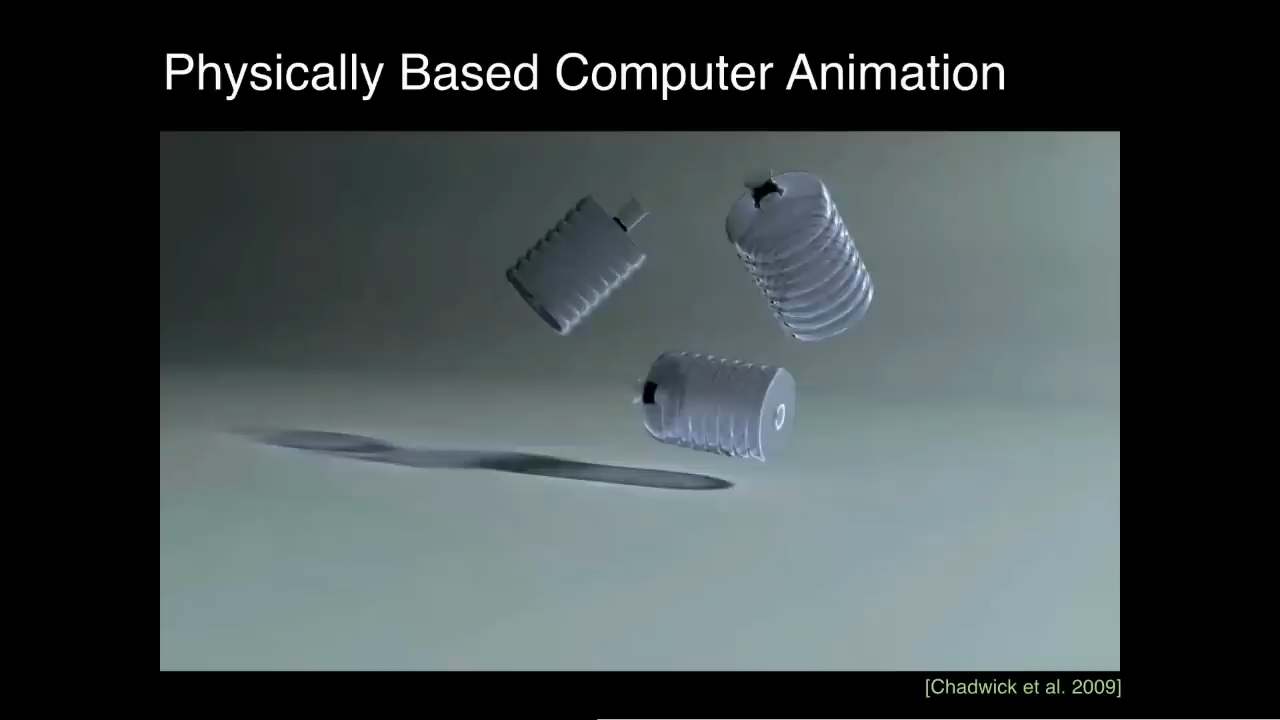 Physically Based Computer Animation
[Chadwick et al. 2009]